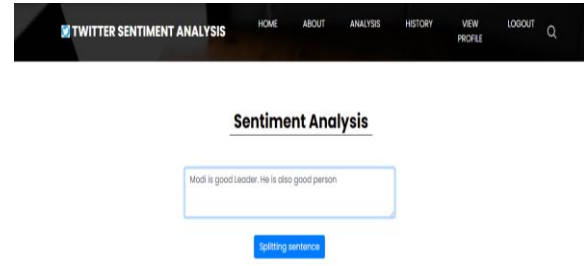 TWITTER SENTIMENT ANALYSIS
HOME ABOUT ANALYSIS HISTORY VIEW PROFILE LOGOUT
Sentiment Analysis
Modi is good Leader. He is also good person
Splitting sentence